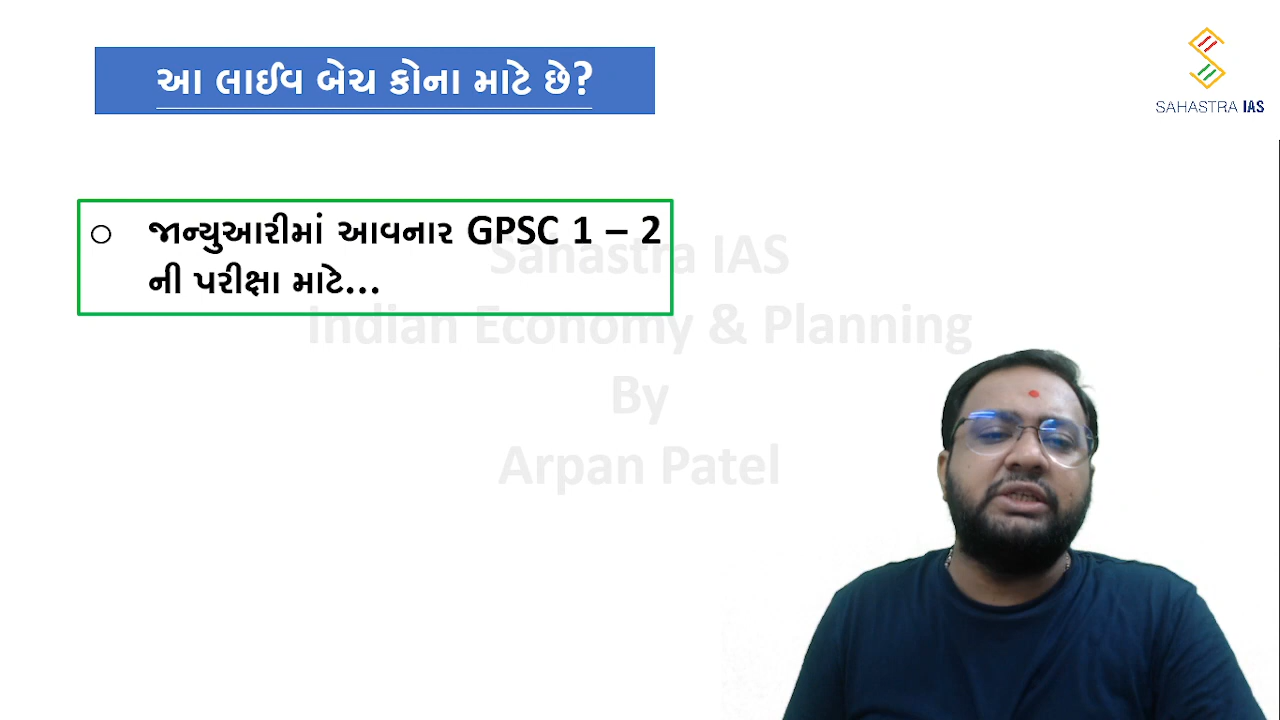 આ લાઈવ બેચ કોના માટે છે?
SAHASTRA IAS
○ જાન્યુઆરીમાં આવનાર GPSC 1 – 2
ની પરીક્ષા માટે...
Sahastra IAS
Indian Economy & Planning
By
Arpan Patel